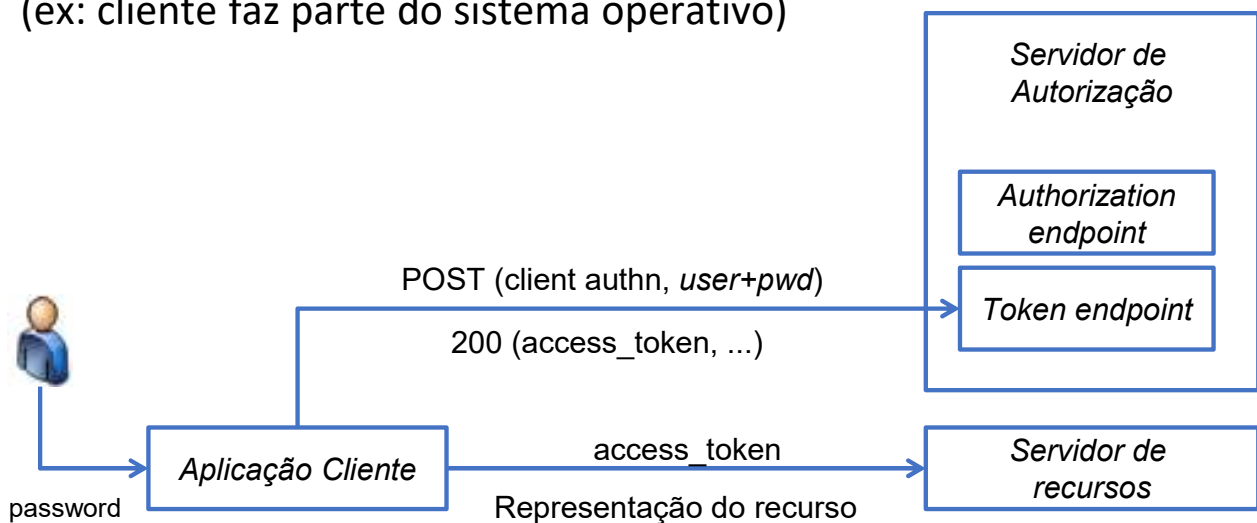 (ex: cliente faz parte do sistema operativo)
Servidor de
Autorização
Authorization
endpoint
POST (client authn, user+pwd)
Token endpoint
200 (access_token, ...)
password
Aplicação Cliente
access_token
Representação do recurso
Servidor de
recursos